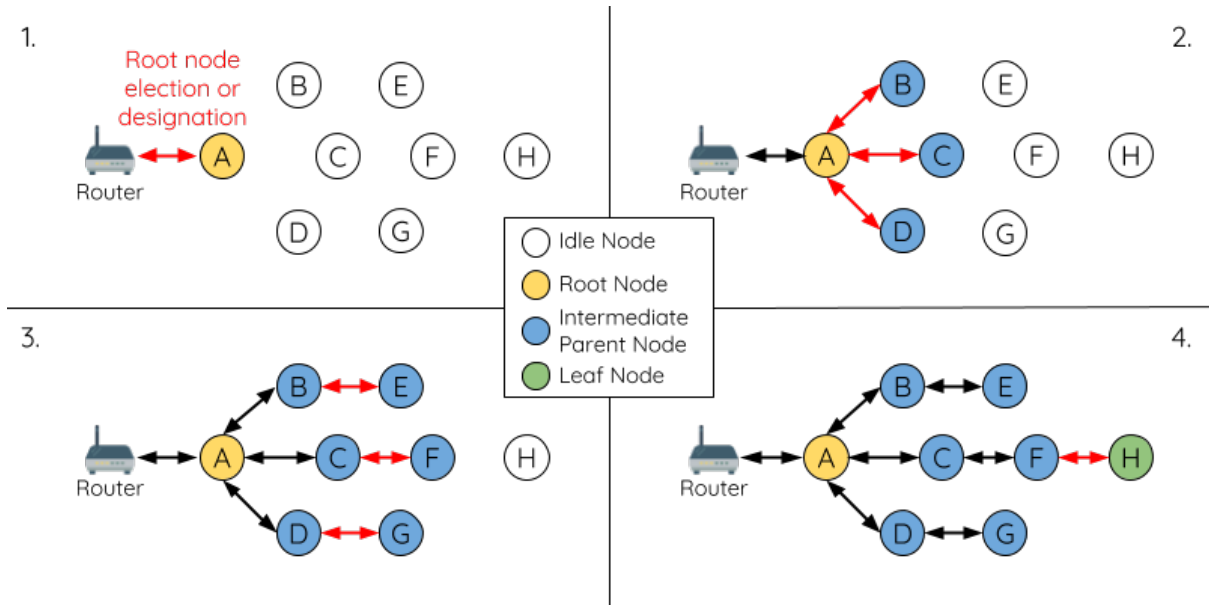 1.
Root node
election or
designation
B
E
A
C
F
H
Router
D
G
2.
B
E
A
C
F
H
Router
D
G
Idle Node
Root Node
Intermediate
Parent Node
Leaf Node
3.
B
E
A
C
F
H
Router
D
G
4.
B
E
A
C
F
H
Router
D
G